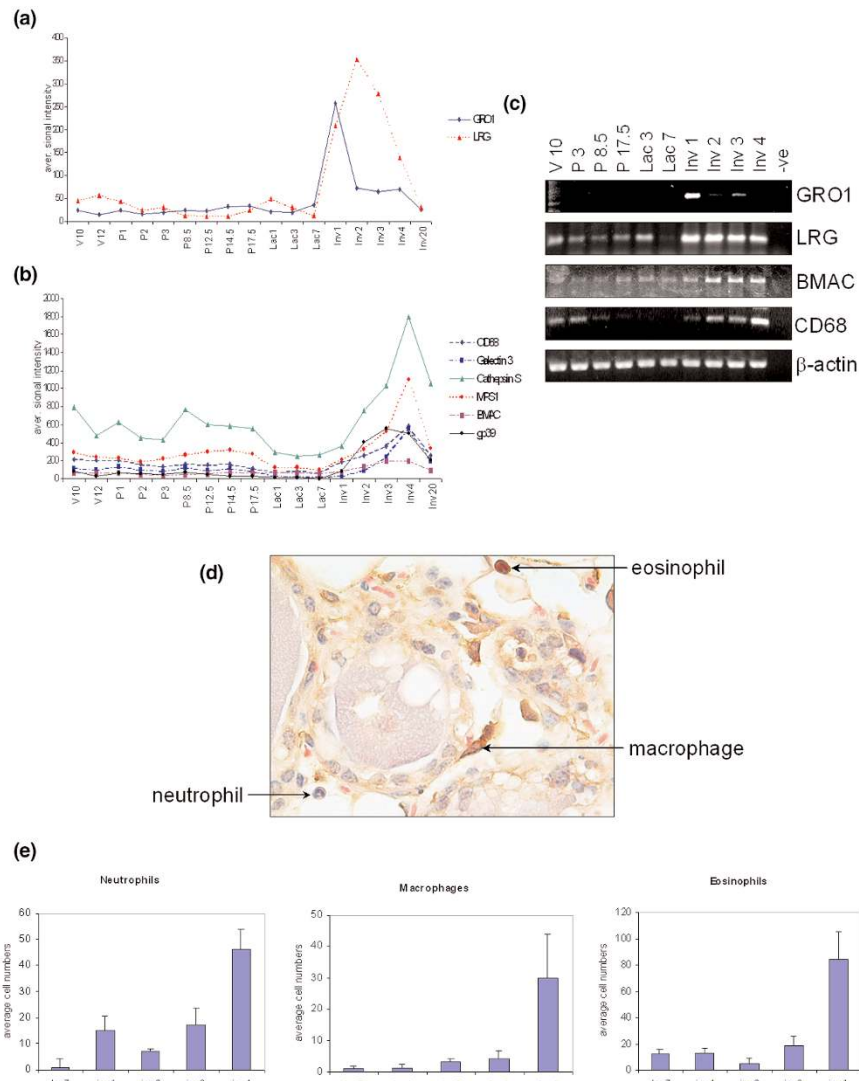 (a)
aver. signal intensity
400
350
300
250
200
150
100
50
0
V10
V12
P1
P2
P3
P8.5
P12.5
P14.5
P17.5
Lac1
Lac3
Lac7
Inv1
Inv2
Inv3
Inv4
Inv20
GRO1
LRG
(b)
aver. signal intensity
2000
1800
1600
1400
1200
1000
800
600
400
200
0
V10
V12
P1
P2
P3
P8.5
P12.5
P14.5
P17.5
Lac1
Lac3
Lac7
Inv1
Inv2
Inv3
Inv4
Inv20
CD68
Galectin 3
Cathepsin S
MPS1
BMAC
gp39
(c)
V 10
P 3
P 8.5
P 17.5
Lac 3
Lac 7
Inv 1
Inv 2
Inv 3
Inv 4
-ve
GRO1
LRG
BMAC
CD68
β-actin
(d)
eosinophil
macrophage
neutrophil
(e)
Neutrophils
average cell numbers
60
50
40
30
20
10
0
Macrophages
average cell numbers
50
40
30
20
10
0
Eosinophils
average cell numbers
120
100
80
60
40
20
0